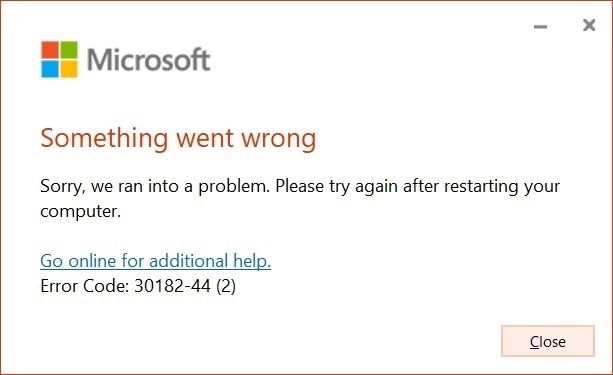 Microsoft
Something went wrong
Sorry, we ran into a problem. Please try again after restarting your
computer.
Go online for additional help.
Error Code: 30182-44 (2)
Close